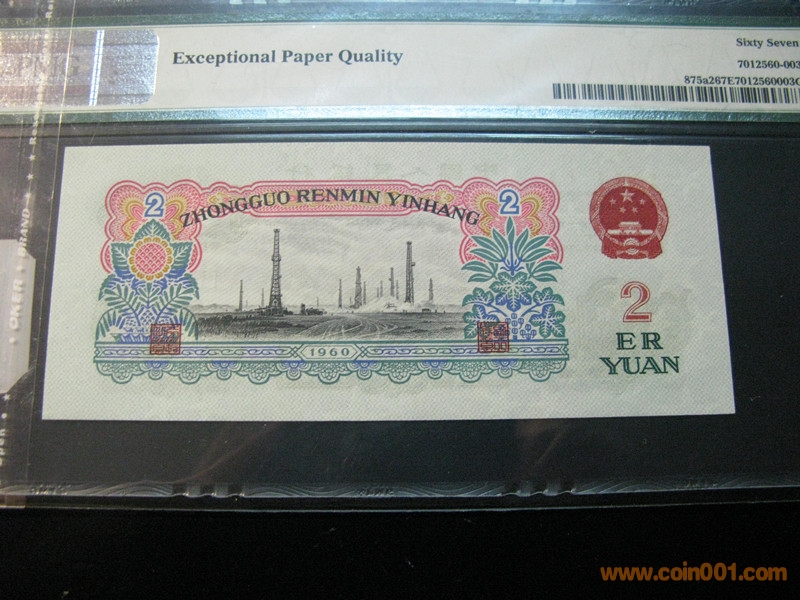 Exceptional Paper Quality
Sixty Seven
7012560-003
875a267E7012560003C
2
ZHONGGUO RENMIN YINHANG
2
1960
2
ER
YUAN
www.coin001.com